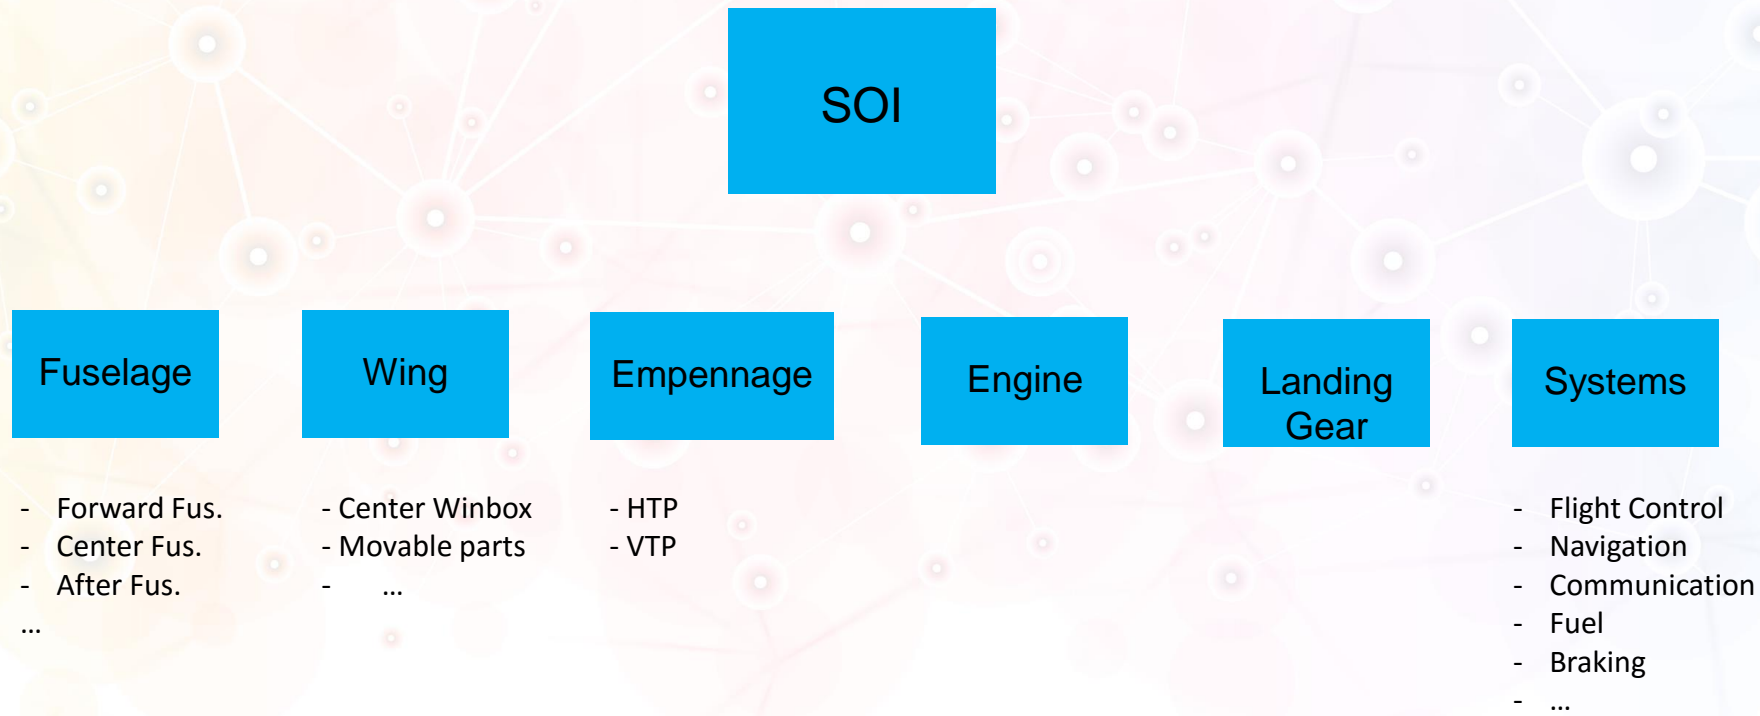 SOI
Fuselage
Wing
Empennage
Engine
Landing
Gear
Systems
- Forward Fus.
- Center Fus.
- After Fus.
...
- Center Winbox
- Movable parts
- ...
- HTP
- VTP
- Flight Control
- Navigation
- Communication
- Fuel
- Braking
- ...